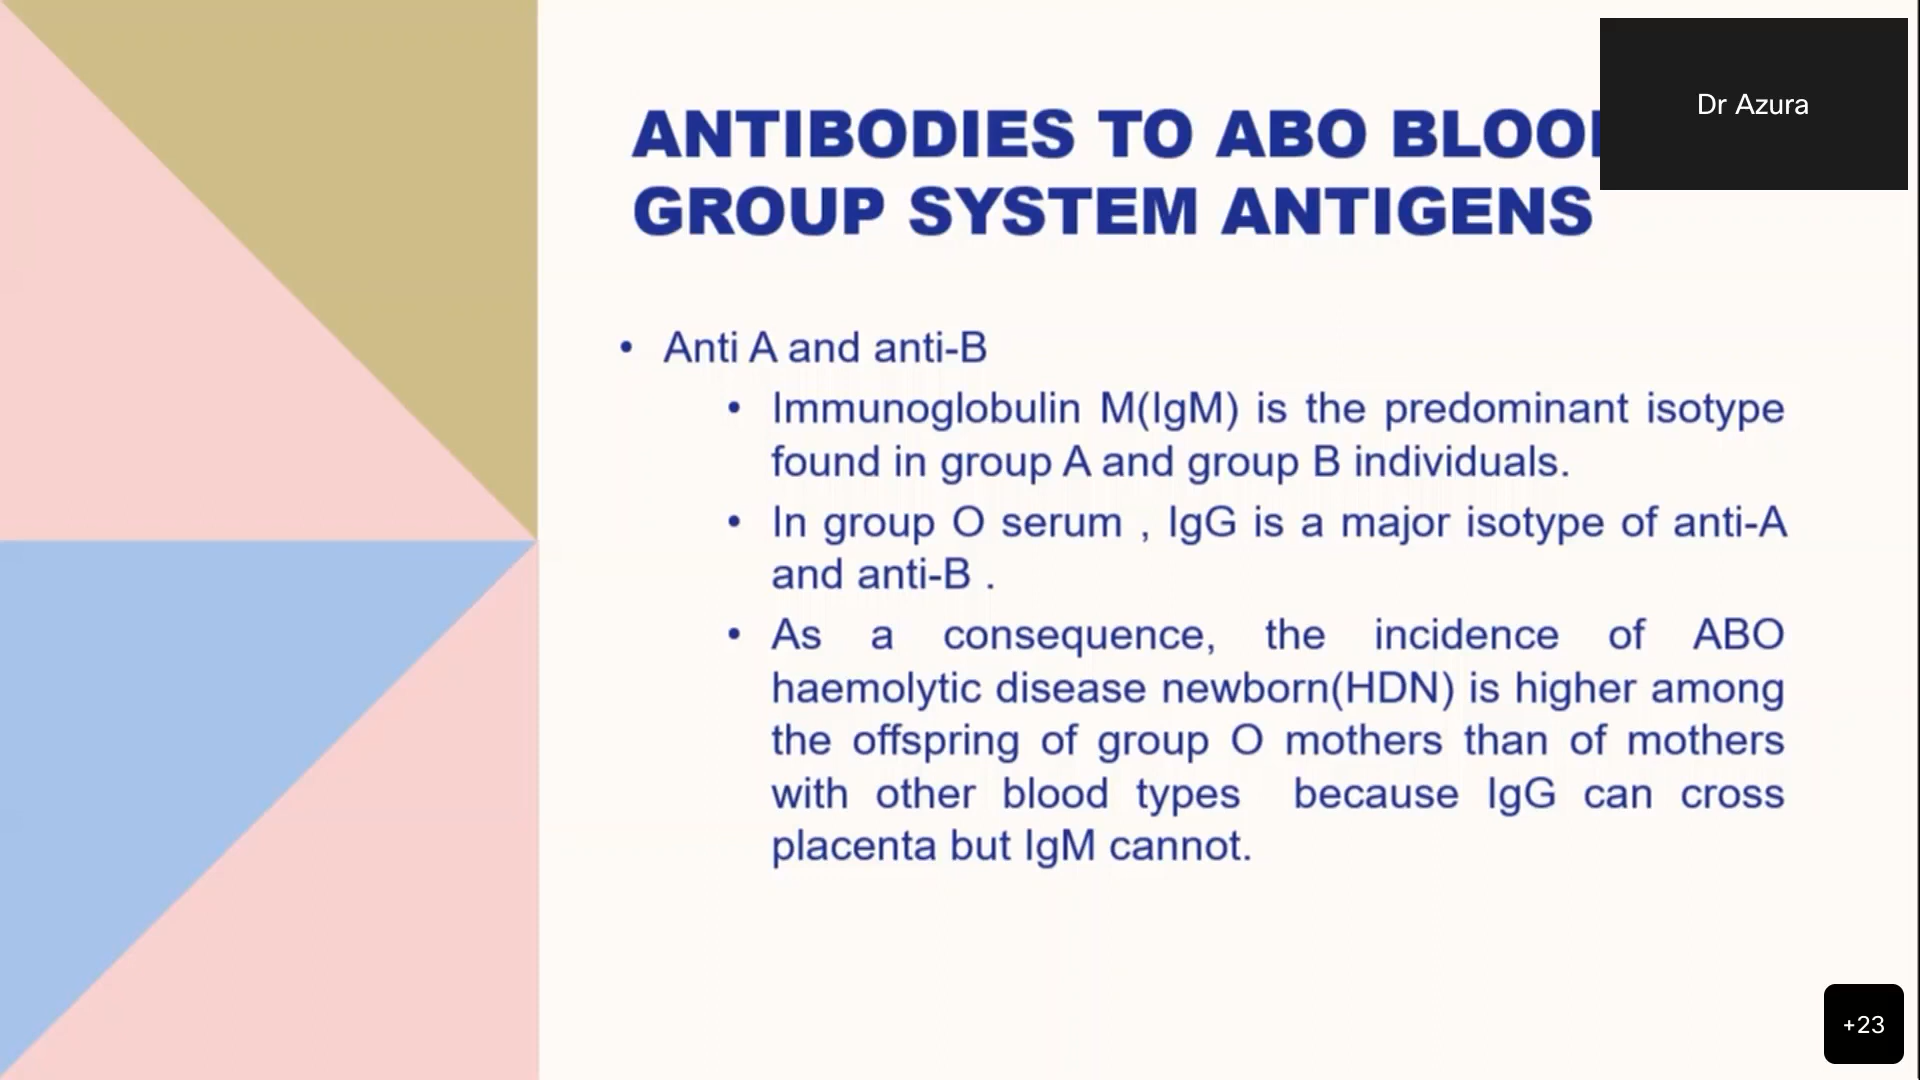 Dr Azura
ANTIBODIES TO ABO
GROUP SYSTEM ANTIGENS
• Anti A and anti-B
• Immunoglobulin M(IgM) is the predominant isotype
found in group A and group B individuals.
• In group O serum , IgG is a major isotype of anti-A
and anti-B .
• As a consequence, the incidence of ABO
haemolytic disease newborn(HDN) is higher among
the offspring of group O mothers than of mothers
with other blood types because IgG can cross
placenta but IgM cannot.
+23